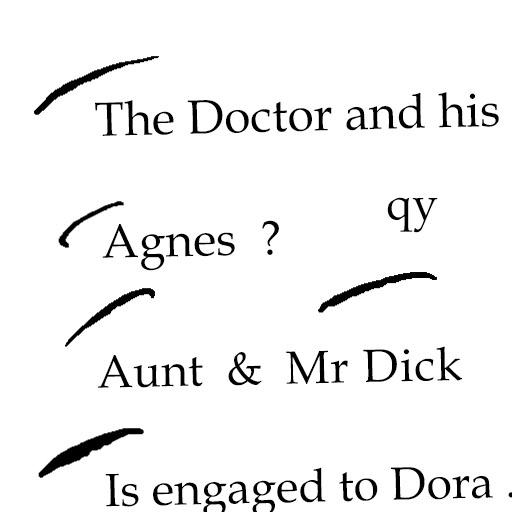 The Doctor and his
Agnes ? qy
Aunt & Mr Dick
Is engaged to Dora .